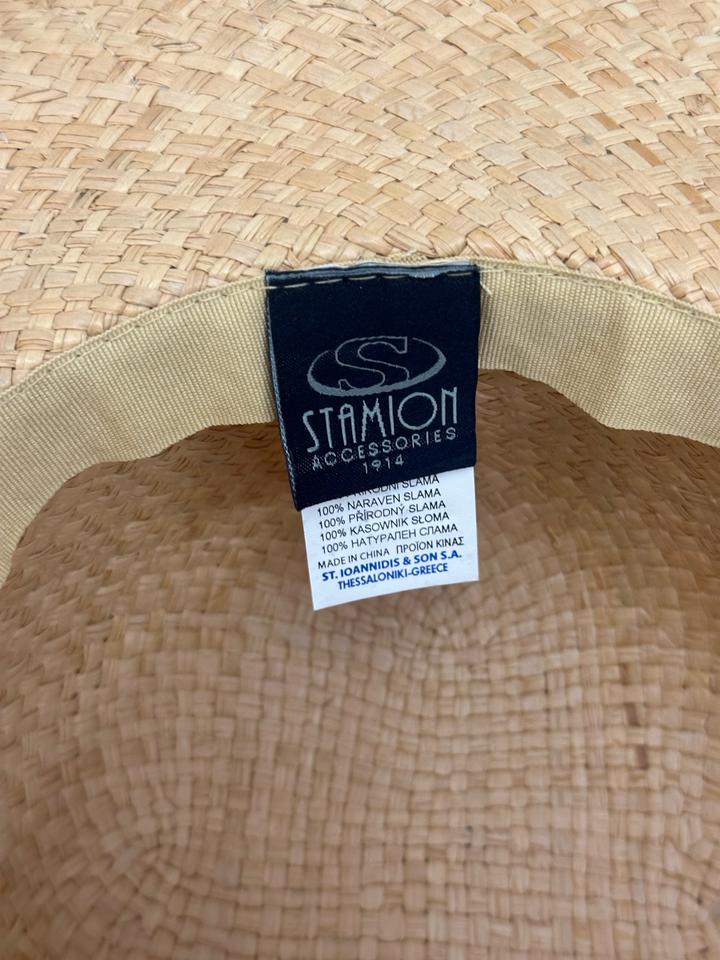 S
STAMION
ACCESSORIES
1914
SLAMA
100% NARAVEN SLAMA
100% PŘÍRODNÝ SLAMA
100% KASOWNIK SŁOMA
100% НАТУРАЛЕН СЛАМА
MADE IN CHINA ΠΡΟΪΟΝ ΚΙΝΑΣ
ST. IOANNIDIS & SON S.A.
THESSALONIKI-GREECE